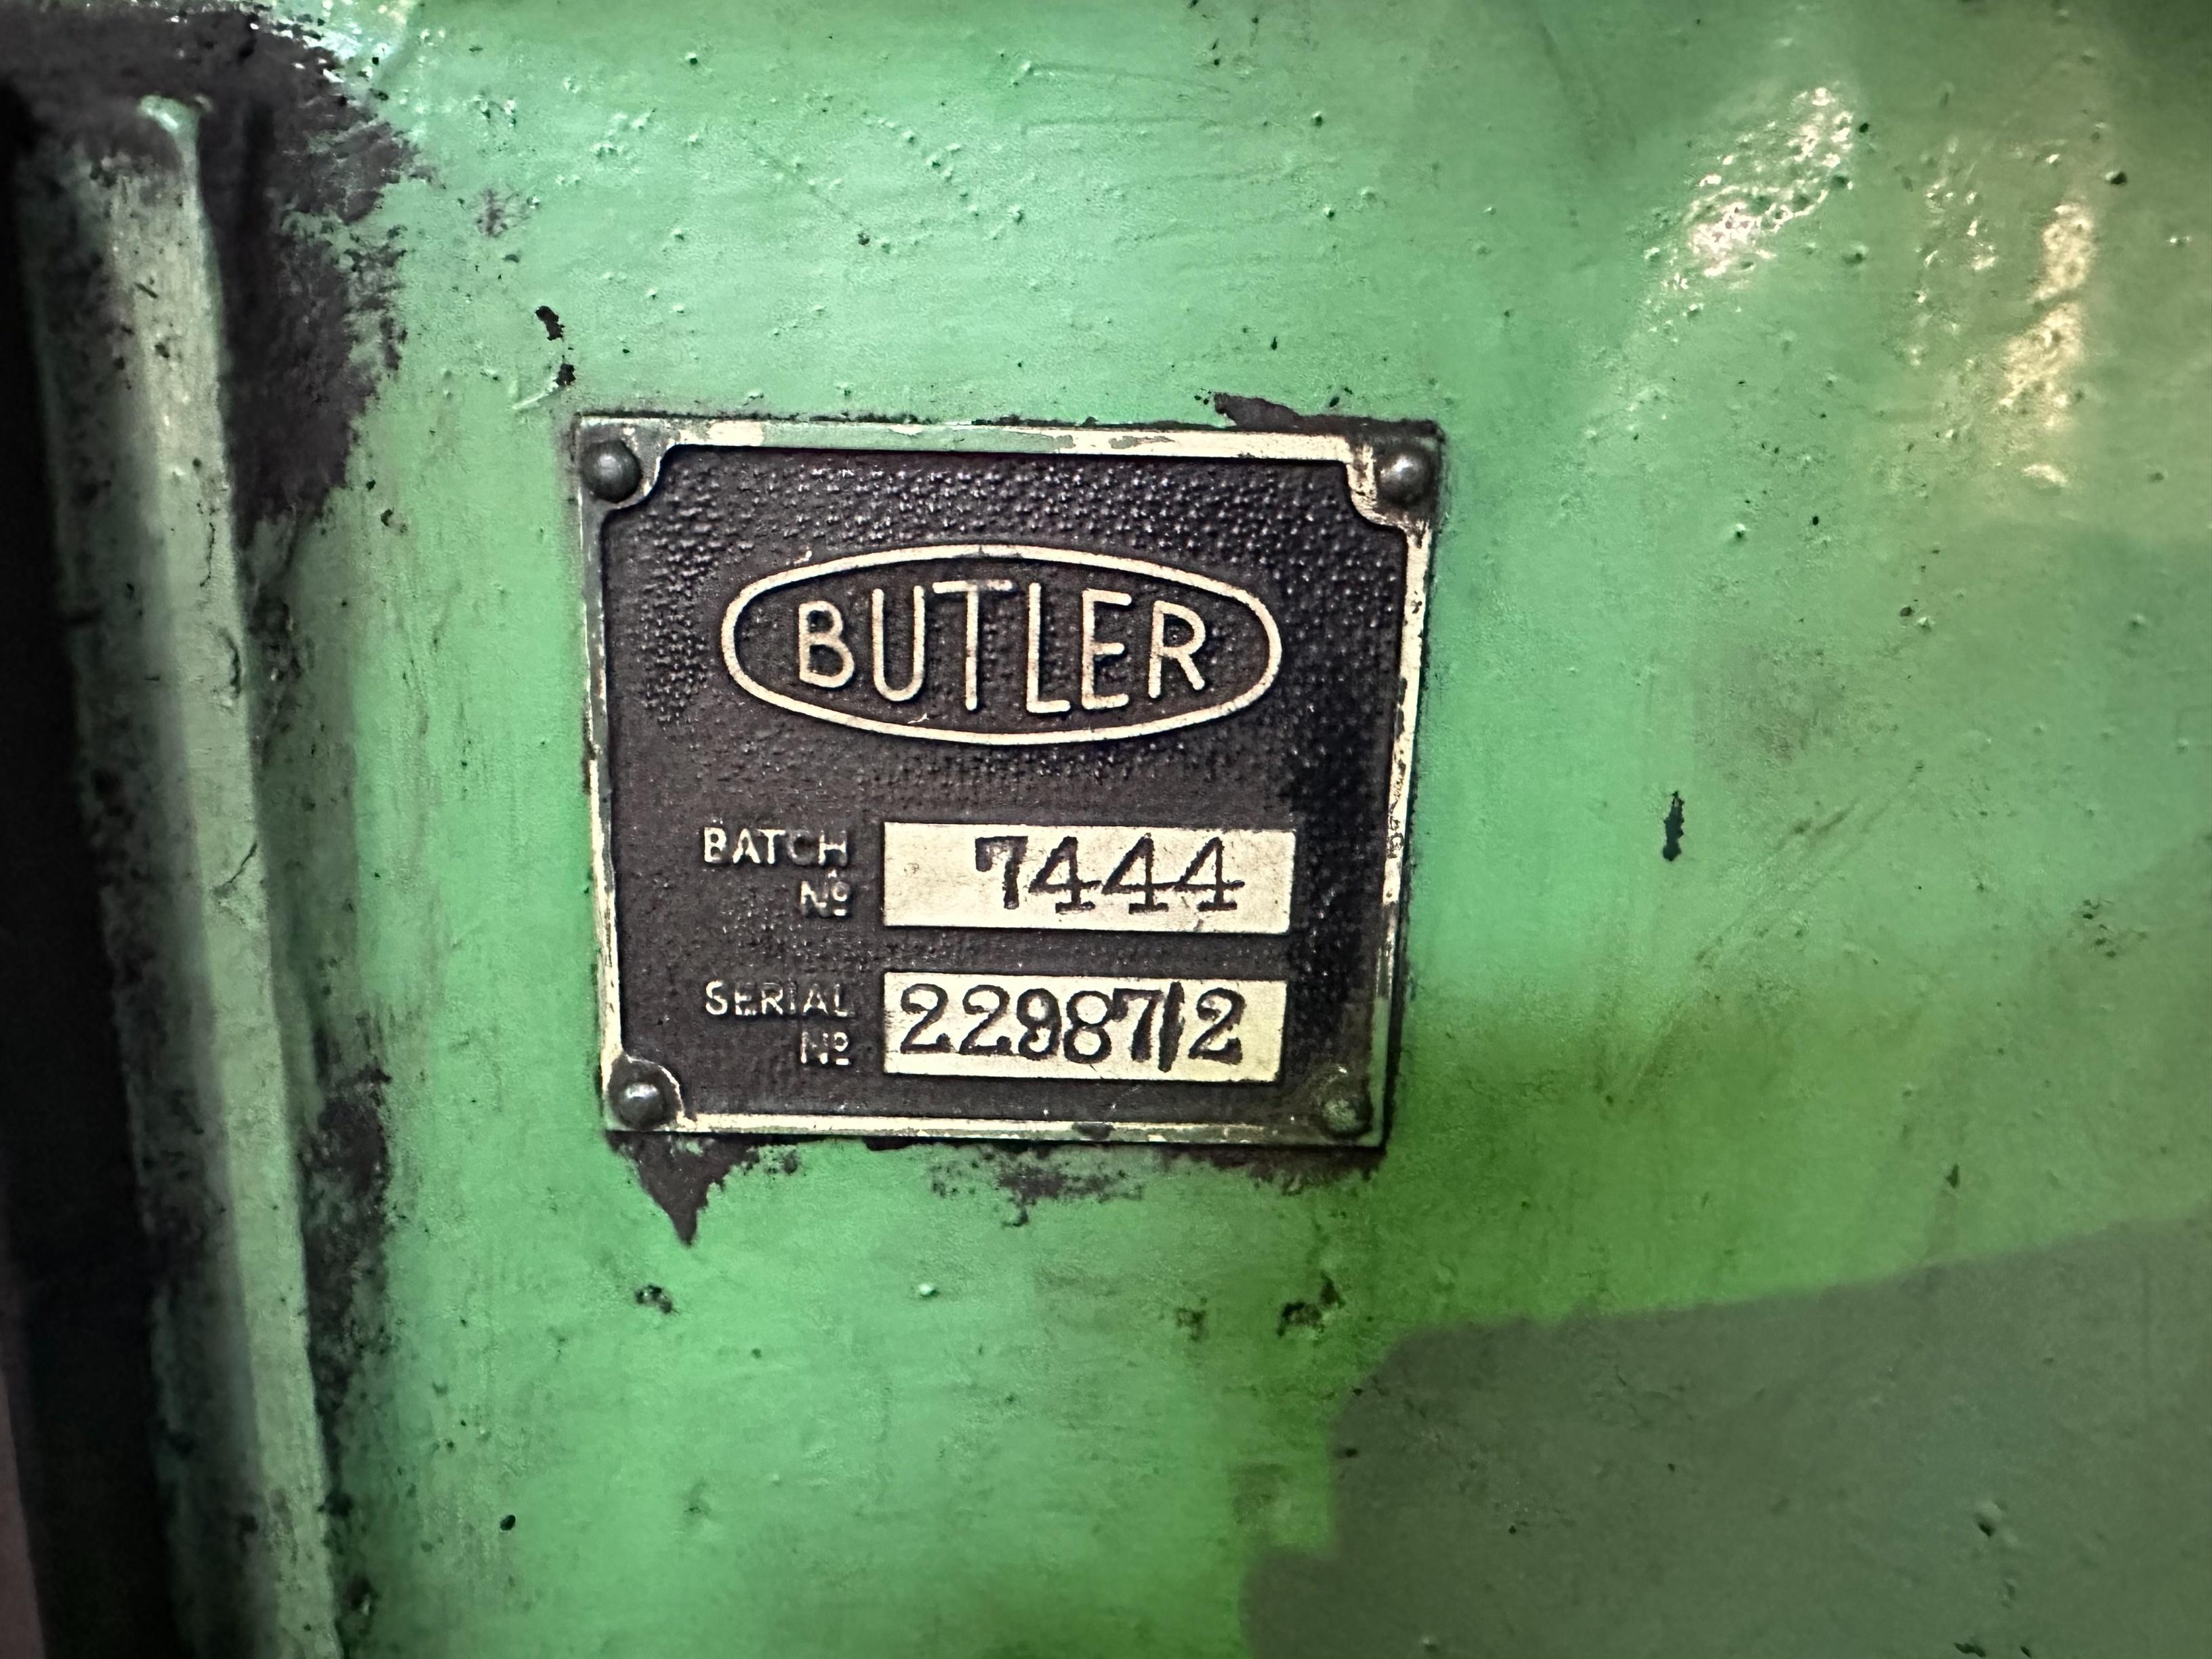 BUTLER
BATCH
Nº
7444
SERIAL
Nº
22987/2